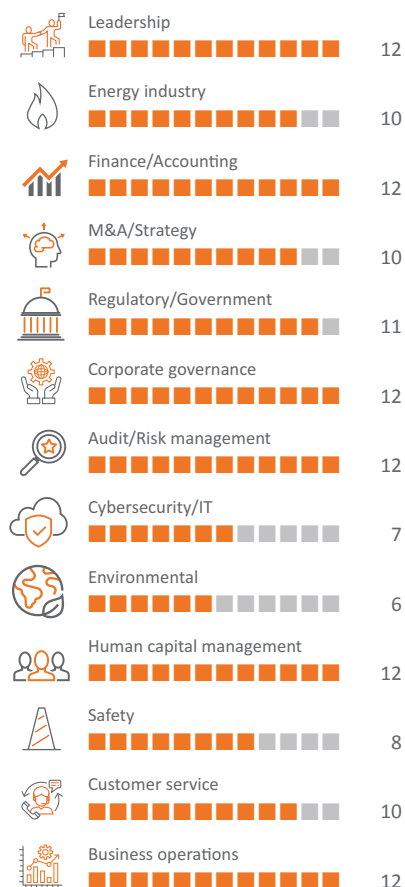 Leadership
12
Energy industry
10
Finance/Accounting
12
M&A/Strategy
10
Regulatory/Government
11
Corporate governance
12
Audit/Risk management
12
Cybersecurity/IT
7
Environmental
6
Human capital management
12
Safety
8
Customer service
10
Business operations
12